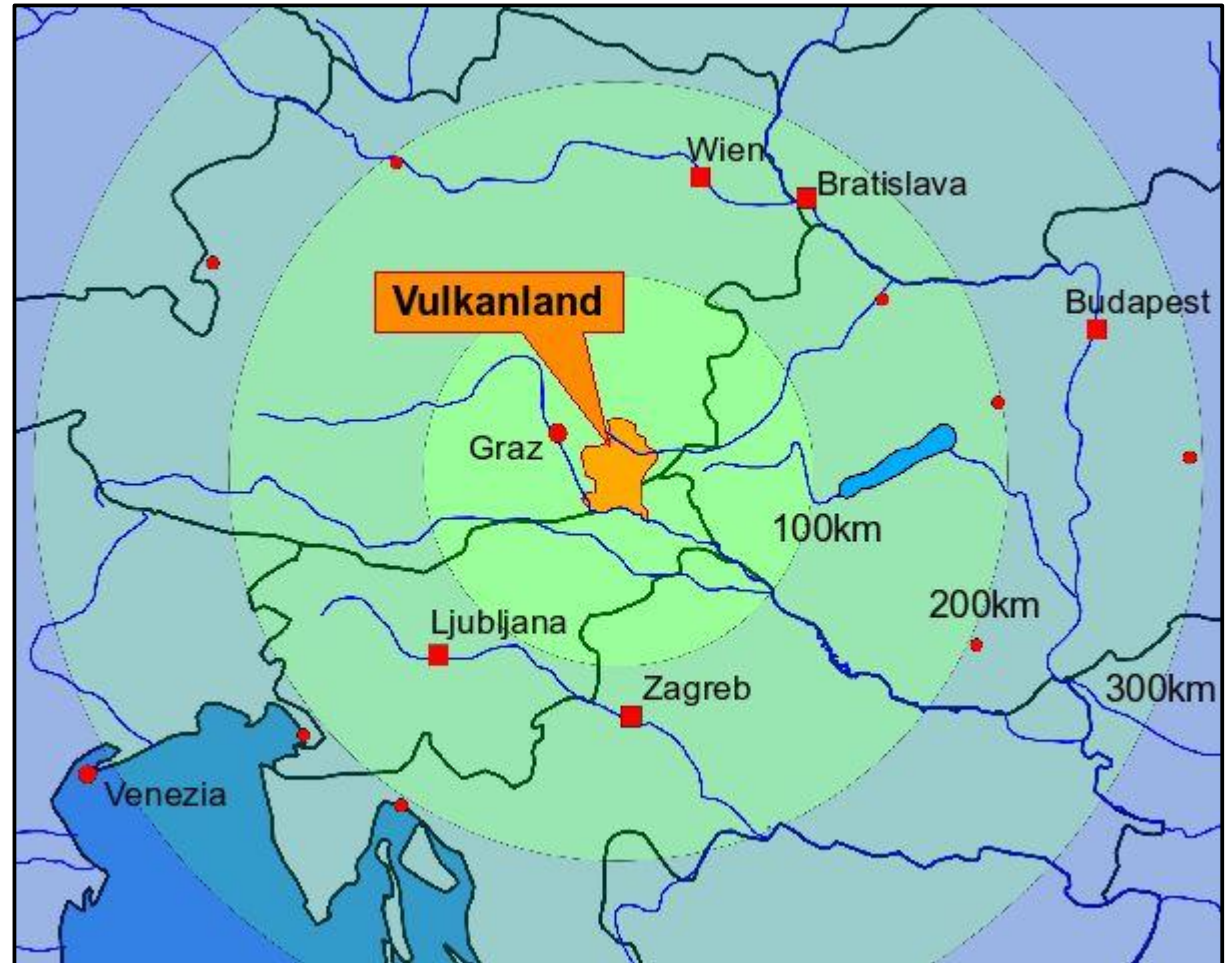 Wien
Bratislava
Vulkanland
Budapest
Graz
100km
200km
Ljubljana
Zagreb
300km
Venezia